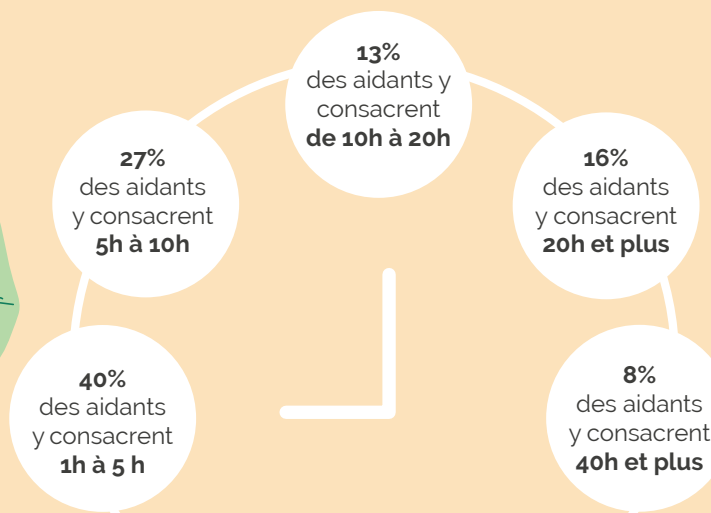 13%
des aidants y
consacrent
de 10h à 20h
27%
des aidants
y consacrent
5h à 10h
16%
des aidants
y consacrent
20h et plus
40%
des aidants
y consacrent
1h à 5 h
8%
des aidants
y consacrent
40h et plus